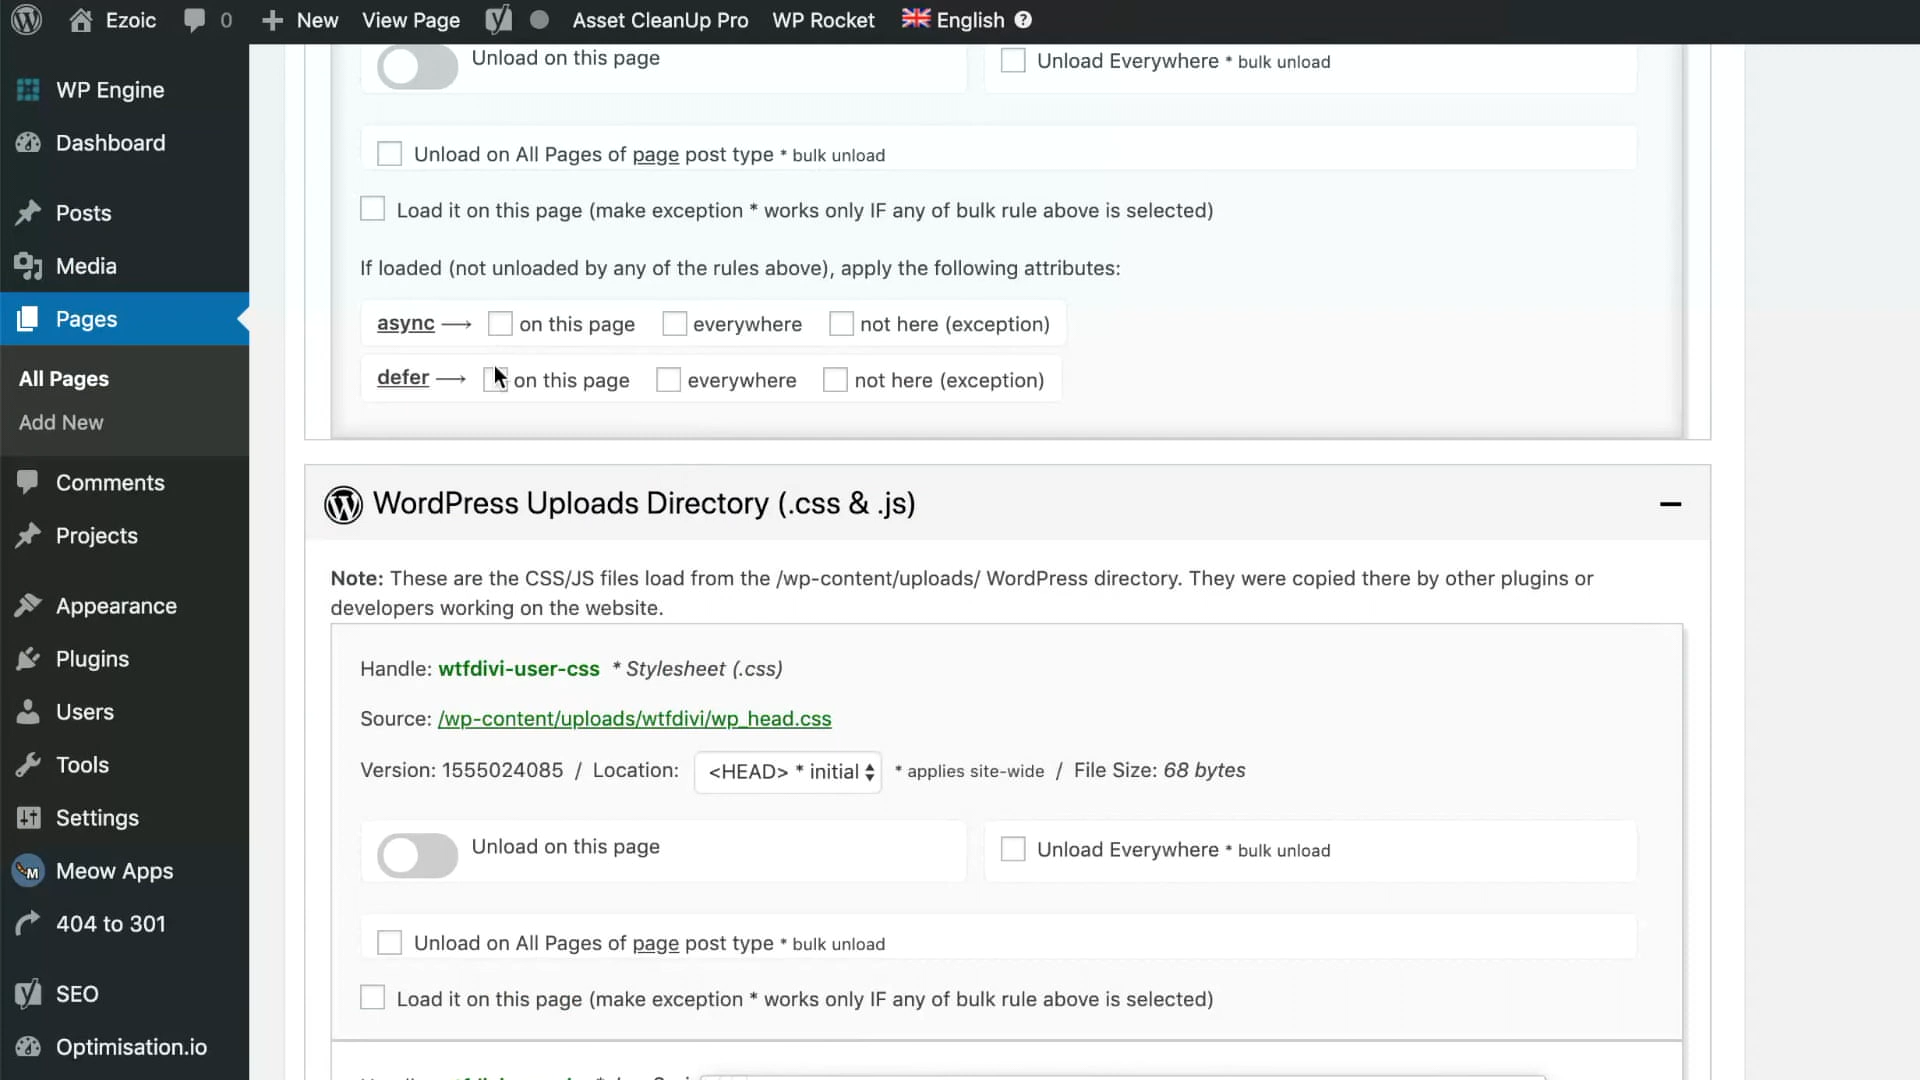 Ezoic 0 New View Page Asset CleanUp Pro WP Rocket English ?
WP Engine
Dashboard
Posts
Media
Pages
All Pages
Add New
Comments
Projects
Appearance
Plugins
Users
Tools
Settings
Meow Apps
404 to 301
SEO
Optimisation.io
Unload on this page
Unload Everywhere * bulk unload
Unload on All Pages of page post type * bulk unload
Load it on this page (make exception * works only IF any of bulk rule above is selected)
If loaded (not unloaded by any of the rules above), apply the following attributes:
async ⟶ on this page everywhere not here (exception)
defer ⟶ on this page everywhere not here (exception)
WordPress Uploads Directory (.css & .js)
Note: These are the CSS/JS files load from the /wp-content/uploads/ WordPress directory. They were copied there by other plugins or
developers working on the website.
Handle: wtfdivi-user-css * Stylesheet (.css)
Source: /wp-content/uploads/wtfdivi/wp_head.css
Version: 1555024085 / Location: <HEAD> * initial * applies site-wide / File Size: 68 bytes
Unload on this page
Unload Everywhere * bulk unload
Unload on All Pages of page post type * bulk unload
Load it on this page (make exception * works only IF any of bulk rule above is selected)